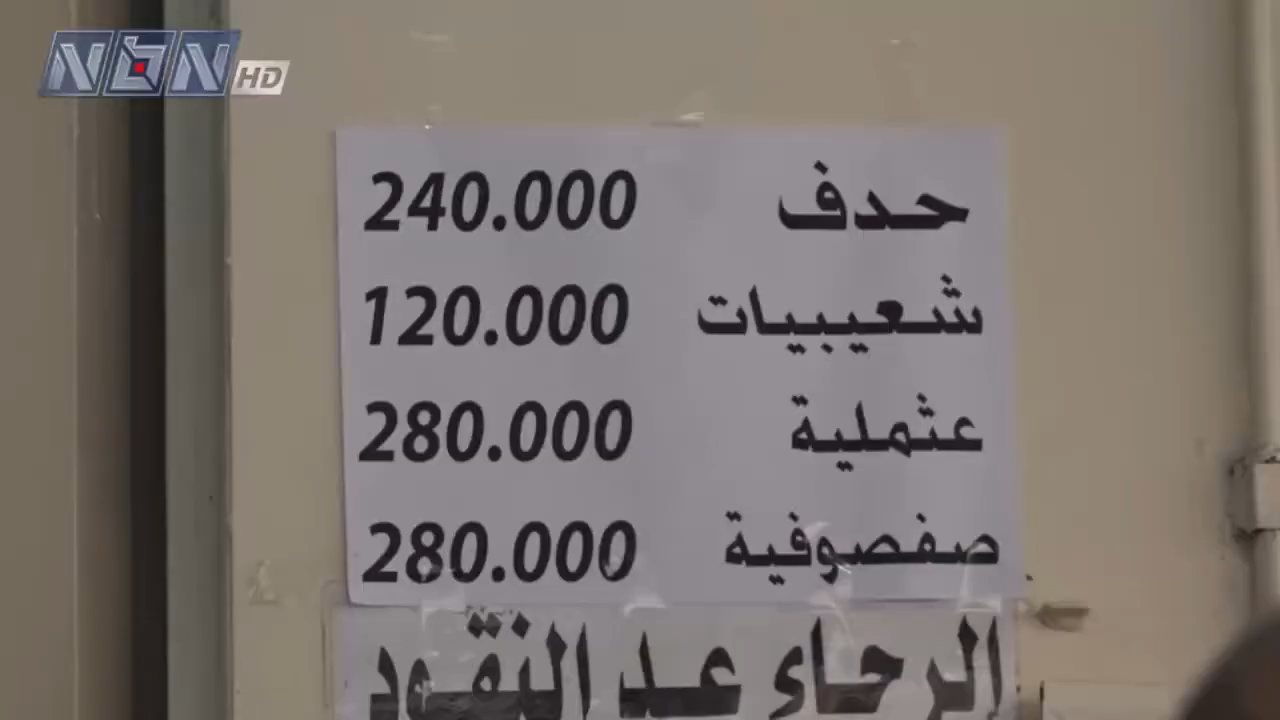 NBN HD
حدف 240.000
شعيبيات 120.000
عثملية 280.000
صفصوفية 280.000
الرجاء عد النقود